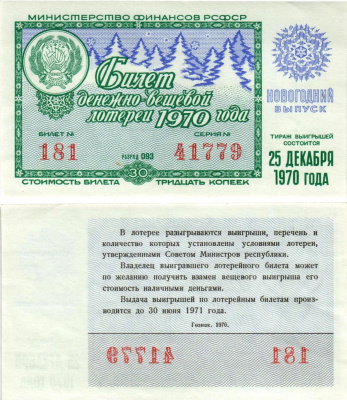 МИНИСТЕРСТВО ФИНАНСОВ РСФСР
Билет
денежно-вещевой
лотереи 1970 года
НОВОГОДНИЙ
ВЫПУСК
БИЛЕТ № СЕРИЯ №
181 РАЗРЯД 093 41779
30
СТОИМОСТЬ БИЛЕТА ТРИДЦАТЬ КОПЕЕК
ТИРАЖ ВЫИГРЫШЕЙ
СОСТОИТСЯ
25 ДЕКАБРЯ
1970 ГОДА
В лотерее разыгрываются выигрыши, перечень и
количество которых установлены условиями лотереи,
утвержденными Советом Министров республики.
Владелец выигравшего лотерейного билета может
по желанию получить взамен вещевого выигрыша его
стоимость наличными деньгами.
Выдача выигрышей по лотерейным билетам произ-
водится до 30 июня 1971 г.
Гознак. 1970.
41779 181